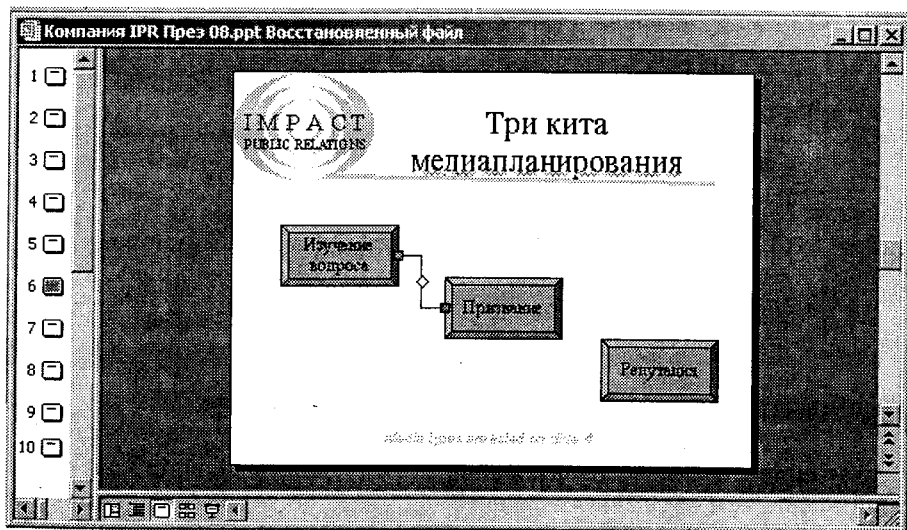 Компания IPR През 08.ppt Восстановленный файл
1
2
3
4
5
6
7
8
9
10
IMPACT
PUBLIC RELATIONS
Три кита
медиапланирования
Изучение
вопроса
Признание
Репутация